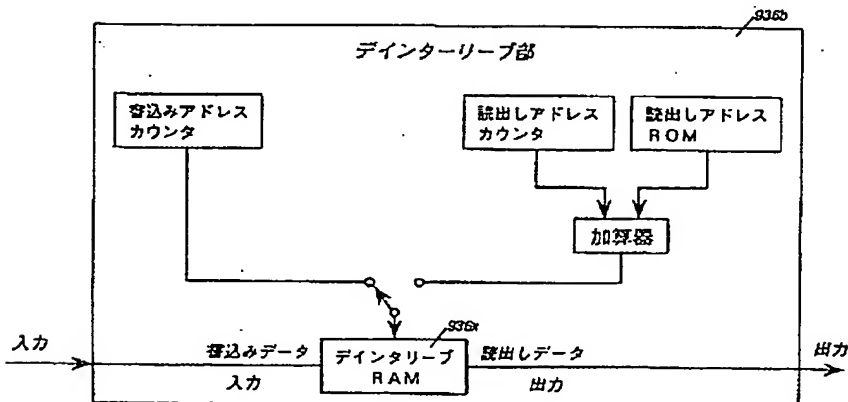 936b
デインターリーブ部
書込みアドレス
カウンタ
読出しアドレス
カウンタ
読出しアドレス
ROM
加算器
936x
入力
書込みデータ
入力
デインタリーブ
RAM
読出しデータ
出力
出力